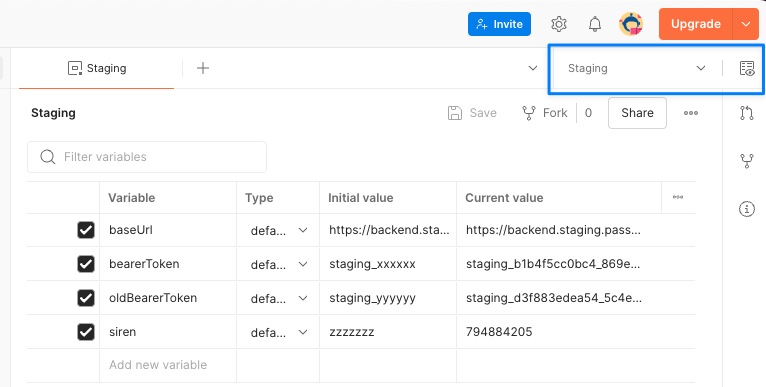 Invite
Upgrade
Staging
Staging
Staging
Save
Fork 0
Share
Filter variables
Variable Type Initial value Current value
baseUrl defa... https://backend.sta... https://backend.staging.pass...
bearerToken defa... staging_xxxxxx staging_b1b4f5cc0bc4_869e...
oldBearerToken defa... staging_yyyyyy staging_d3f883edea54_5c4e...
siren defa... zzzzzzz 794884205
Add new variable